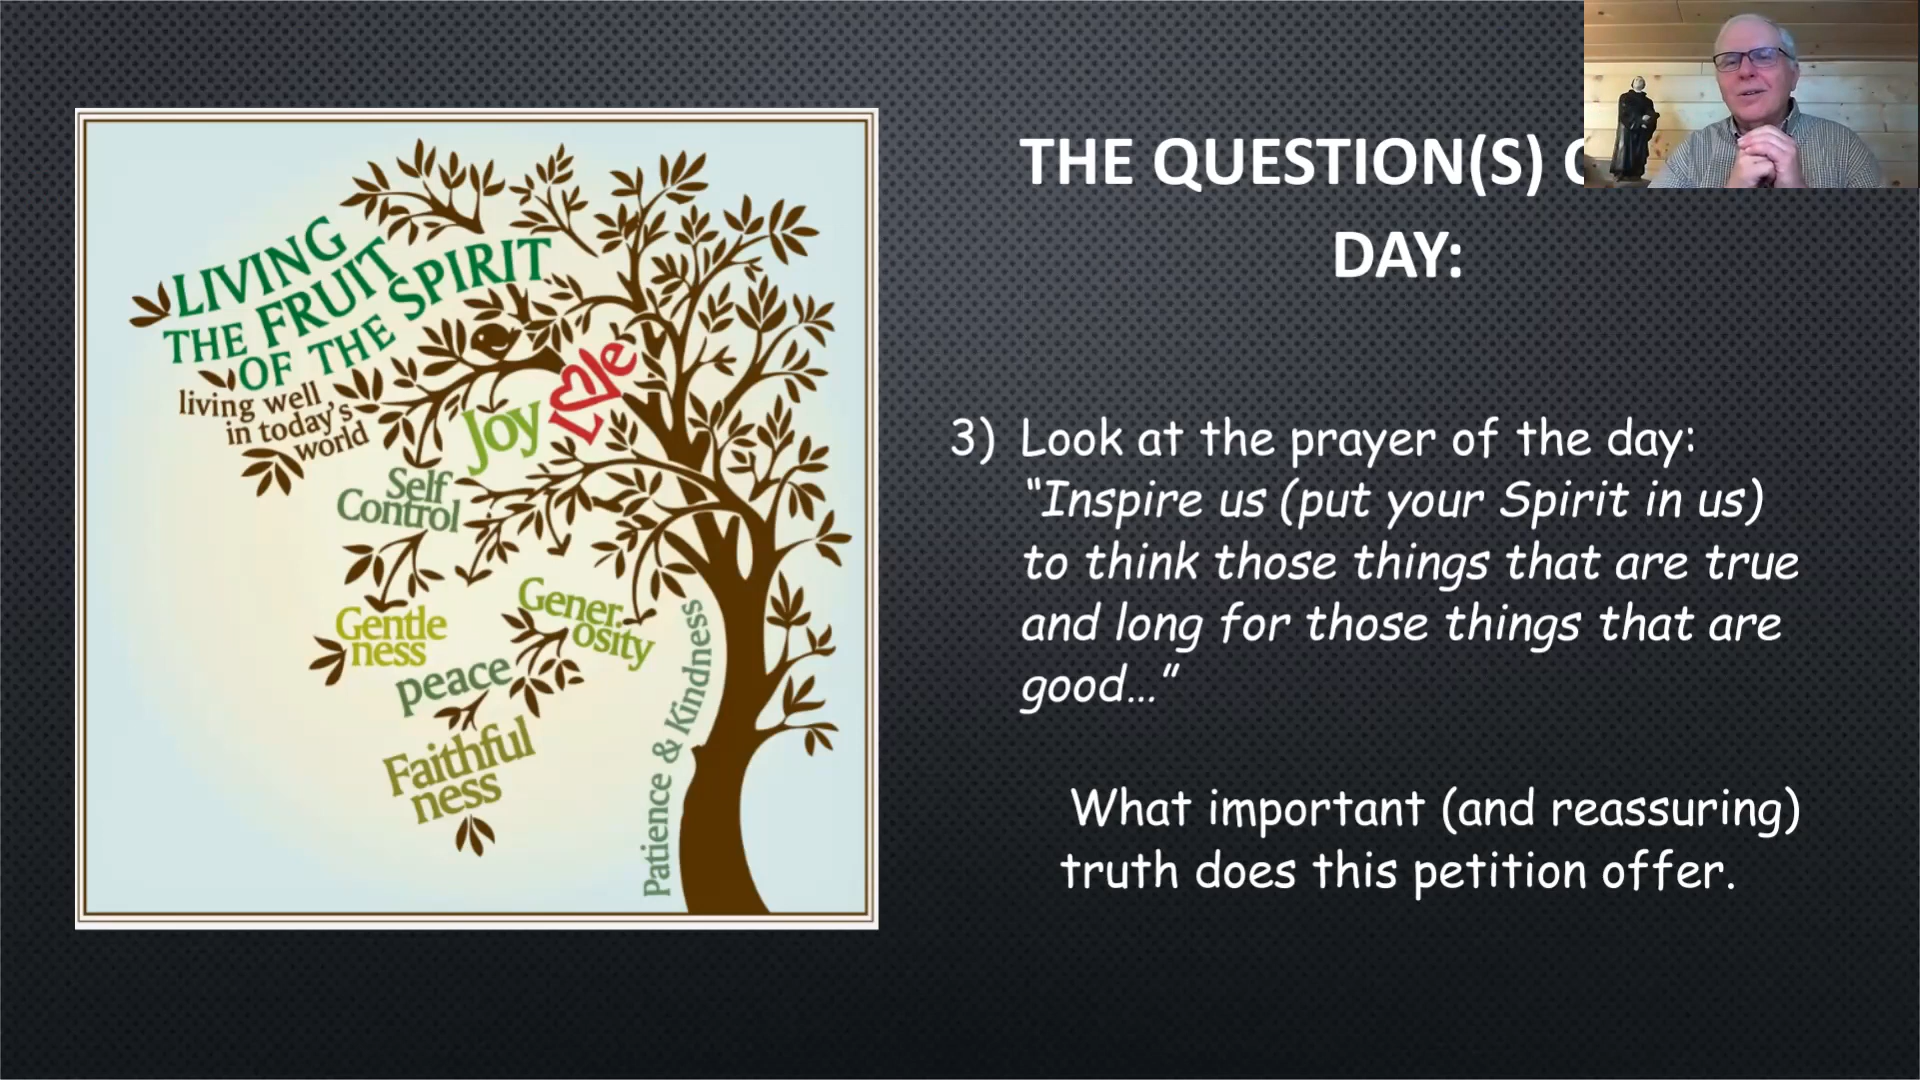 LIVING
THE FRUIT
OF THE SPIRIT
living well
in today's
world
Joy
Love
Self
Control
Gentle
ness
Gener.
osity
peace
Faithful
ness
Patience & Kindness
THE QUESTION(S)
DAY:
3) Look at the prayer of the day:
“Inspire us (put your Spirit in us)
to think those things that are true
and long for those things that are
good…”
What important (and reassuring)
truth does this petition offer.